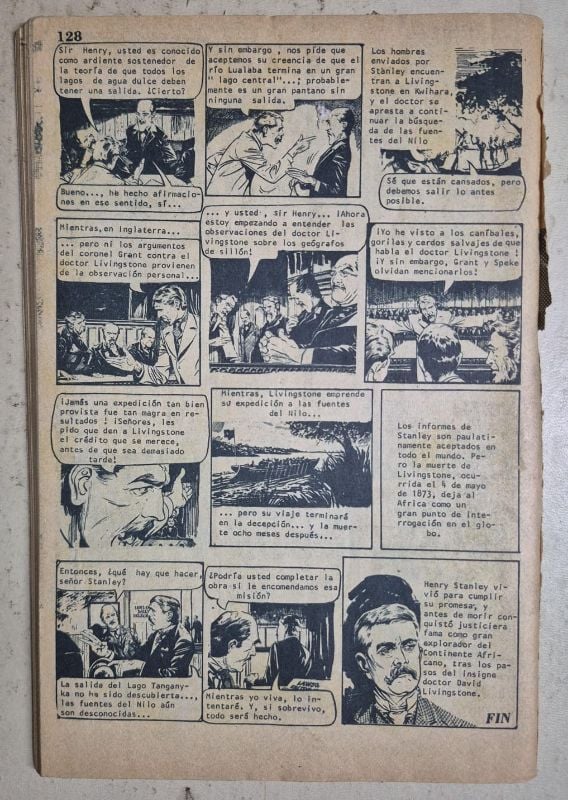 128
Sir Henry, usted es conocido
como ardiente sostenedor de
la teoría de que todos los
lagos de agua dulce deben
tener una salida. ¿Cierto?
Bueno..., he hecho afirmacio-
nes en ese sentido, sí...
Y sin embargo , nos pide que
aceptemos su creencia de que el
río Lualaba termina en un gran
" lago central"...; probable-
mente es un gran pantano sin
ninguna salida.
Los hombres
enviados por
Stanley encuen-
tran a Living-
stone en Kwihara,
y el doctor se
apresta a conti-
nuar la búsque-
da de las fuen-
tes del Nilo
Sé que están cansados, pero
debemos salir lo antes
posible.
Mientras, en Inglaterra...
... pero ni los argumentos
del coronel Grant contra el
doctor Livingstone provienen
de la observación personal...
... y usted , Sir Henry... ¡Ahora
estoy empezando a entender las
observaciones del doctor Li-
vingstone sobre los geógrafos
de sillón!
¡Yo he visto a los caníbales,
gorilas y cerdos salvajes de que
habla el doctor Livingstone !
¡Y sin embargo, Grant y Speke
olvidan mencionarlos!
¡Jamás una expedición tan bien
provista fue tan magra en re-
sultados ! ¡Señores, les
pido que den a Livingstone
el crédito que se merece,
antes de que sea demasiado
tarde!
Mientras, Livingstone emprende
su expedición a las fuentes
del Nilo...
... pero su viaje terminará
en la decepción... y la muer-
te ocho meses después...
Los informes de
Stanley son paulati-
namente aceptados en
todo el mundo. Pe-
ro la muerte de
Livingstone, ocu-
rrida el 4 de mayo
de 1873, deja al
Africa como un
gran punto de inte-
rrogación en el glo-
bo.
Entonces, ¿qué hay que hacer,
señor Stanley?
La salida del Lago Tangany-
ka no ha sido descubierta...,
las fuentes del Nilo aún
son desconocidas...
¿Podría usted completar la
obra si le encomendamos esa
misión?
Mientras yo viva, lo in-
tentaré. Y, si sobrevivo,
todo será hecho.
Henry Stanley vi-
vió para cumplir
su promesa, y
antes de morir con-
quistó justiciera
fama como gran
explorador del
Continente Afri-
cano, tras los pa-
sos del insigne
doctor David
Livingstone.
FIN